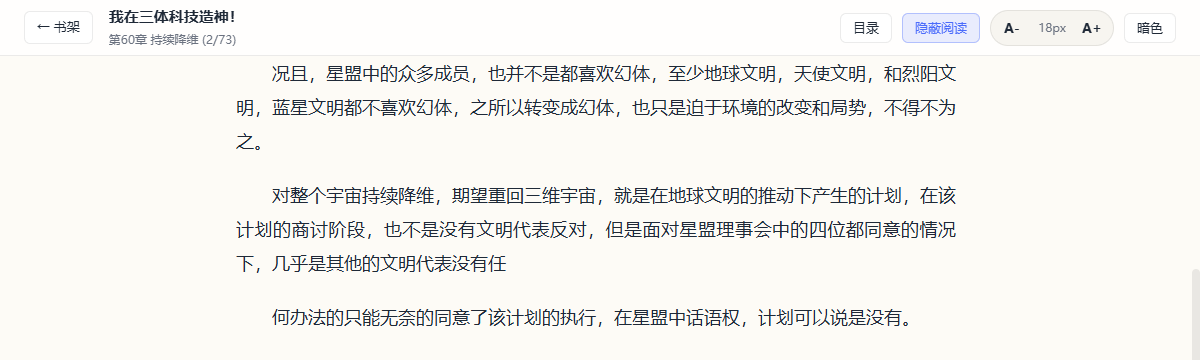 ← 书架
我在三体科技造神！
第60章 持续降维 (2/73)
目录
隐蔽阅读
A- 18px A+
暗色
况且，星盟中的众多成员，也并不是都喜欢幻体，至少地球文明，天使文明，和烈阳文
明，蓝星文明都不喜欢幻体，之所以转变成幻体，也只是迫于环境的改变和局势，不得不为
之。
对整个宇宙持续降维，期望重回三维宇宙，就是在地球文明的推动下产生的计划，在该
计划的商讨阶段，也不是没有文明代表反对，但是面对星盟理事会中的四位都同意的情况
下，几乎是其他的文明代表没有任
何办法的只能无奈的同意了该计划的执行，在星盟中话语权，计划可以说是没有。